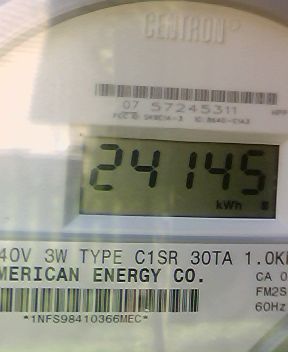 CENTRON®
07 57245311
24145
kWh
40V 3W TYPE C1SR 30TA 1.0K
MERICAN ENERGY CO.
CA 0
FM2S
60Hz
*1NFS98410366MEC*